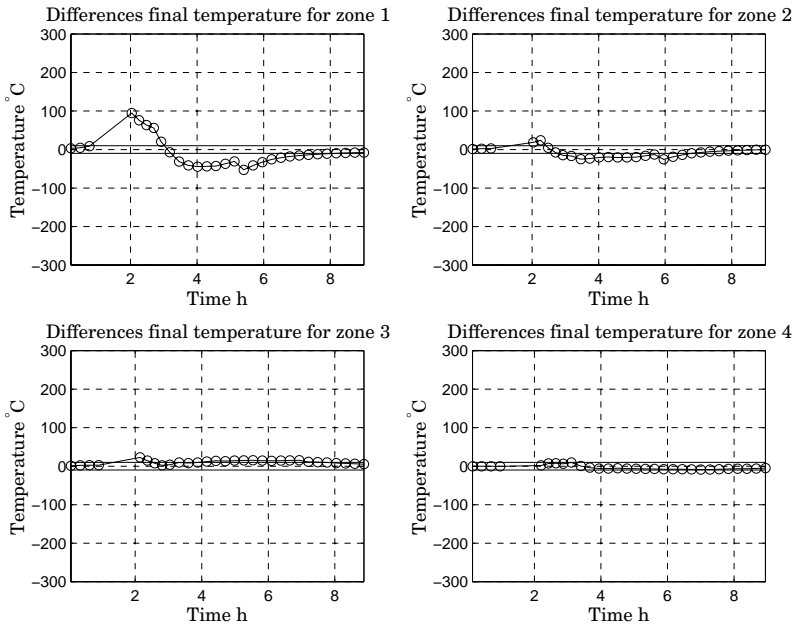 Differences final temperature for zone 1
300
200
100
0
−100
−200
−300
Temperature °C
2 4 6 8
Time h
Differences final temperature for zone 2
300
200
100
0
−100
−200
−300
Temperature °C
2 4 6 8
Time h
Differences final temperature for zone 3
300
200
100
0
−100
−200
−300
Temperature °C
2 4 6 8
Time h
Differences final temperature for zone 4
300
200
100
0
−100
−200
−300
Temperature °C
2 4 6 8
Time h